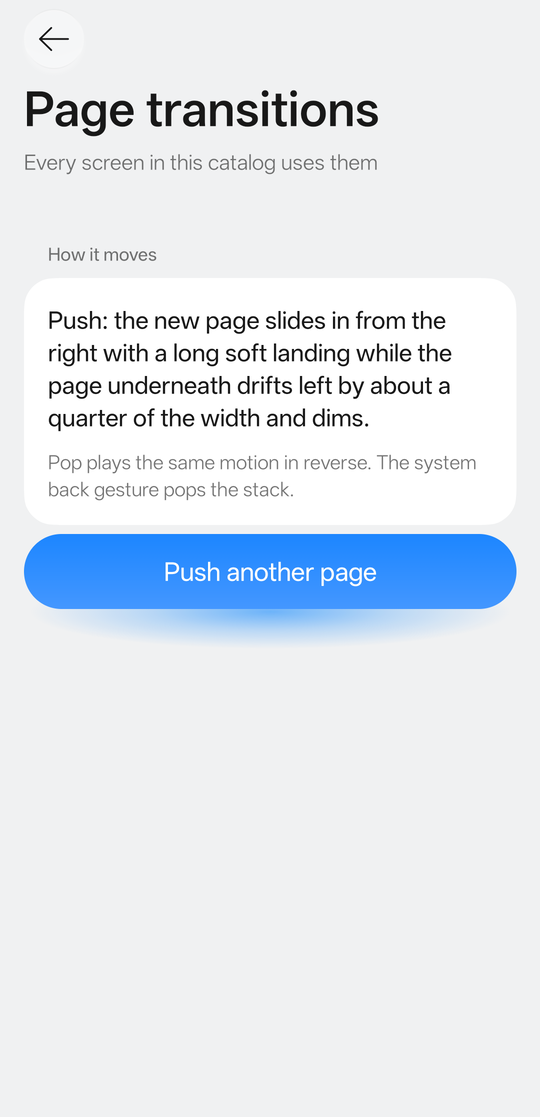 Page transitions
Every screen in this catalog uses them
How it moves
Push: the new page slides in from the
right with a long soft landing while the
page underneath drifts left by about a
quarter of the width and dims.
Pop plays the same motion in reverse. The system
back gesture pops the stack.
Push another page